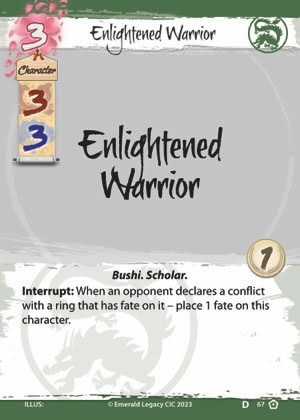 3
Enlightened Warrior
Character
3
3
Enlightened
Warrior
1
Bushi. Scholar.
Interrupt: When an opponent declares a conflict
with a ring that has fate on it – place 1 fate on this
character.
ILLUS:
© Emerald Legacy CIC 2023
D 67